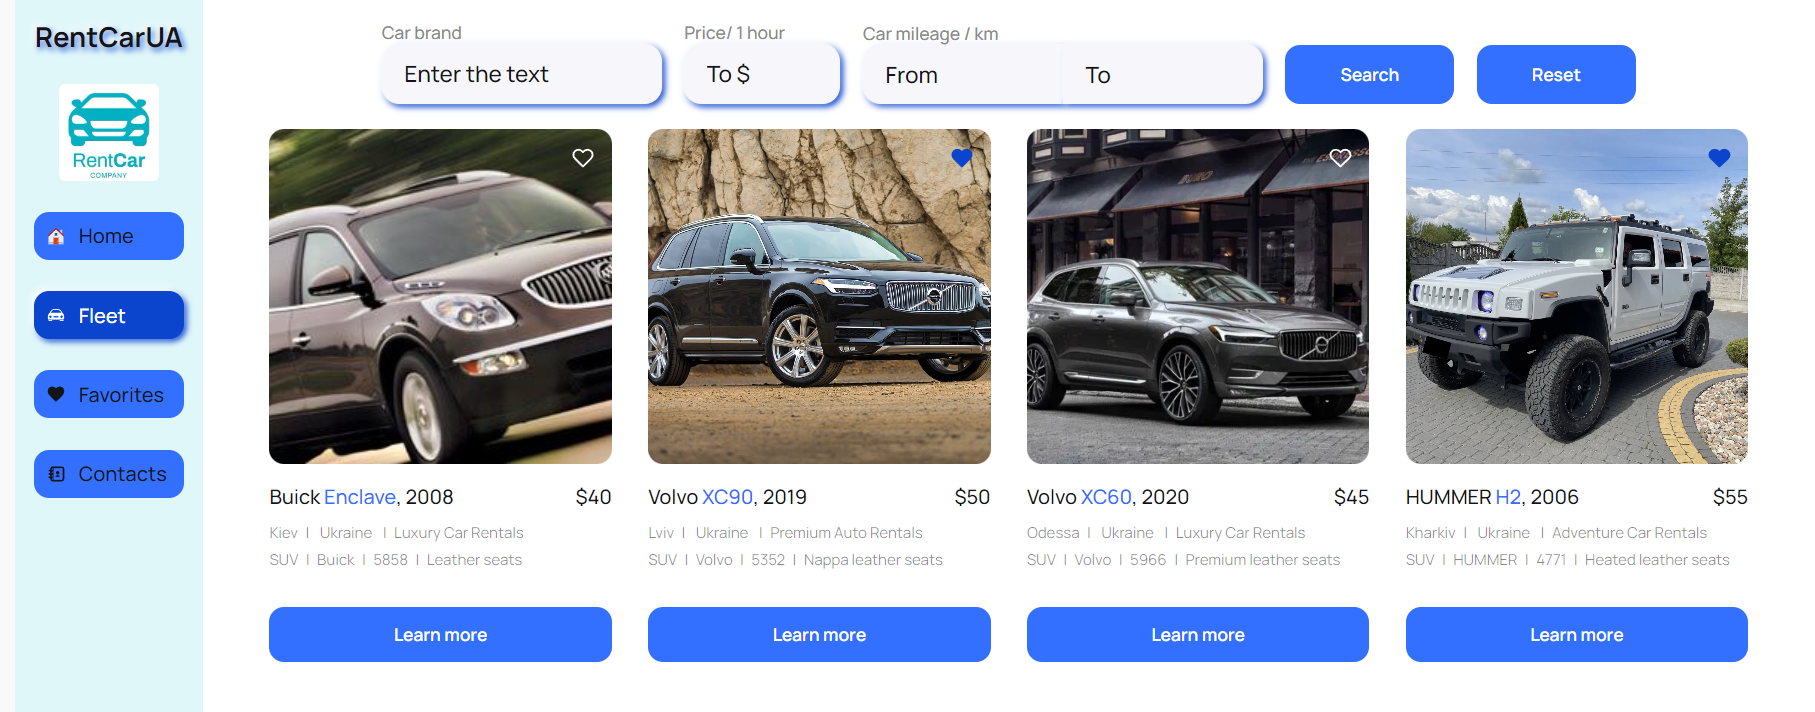 RentCarUA
RentCar
COMPANY
Home
Fleet
Favorites
Contacts
Car brand
Enter the text
Price/ 1 hour
To $
Car mileage / km
From
To
Search
Reset
Buick Enclave, 2008 $40
Kiev | Ukraine | Luxury Car Rentals
SUV | Buick | 5858 | Leather seats
Learn more
Volvo XC90, 2019 $50
Lviv | Ukraine | Premium Auto Rentals
SUV | Volvo | 5352 | Nappa leather seats
Learn more
Volvo XC60, 2020 $45
Odessa | Ukraine | Luxury Car Rentals
SUV | Volvo | 5966 | Premium leather seats
Learn more
HUMMER H2, 2006 $55
Kharkiv | Ukraine | Adventure Car Rentals
SUV | HUMMER | 4771 | Heated leather seats
Learn more